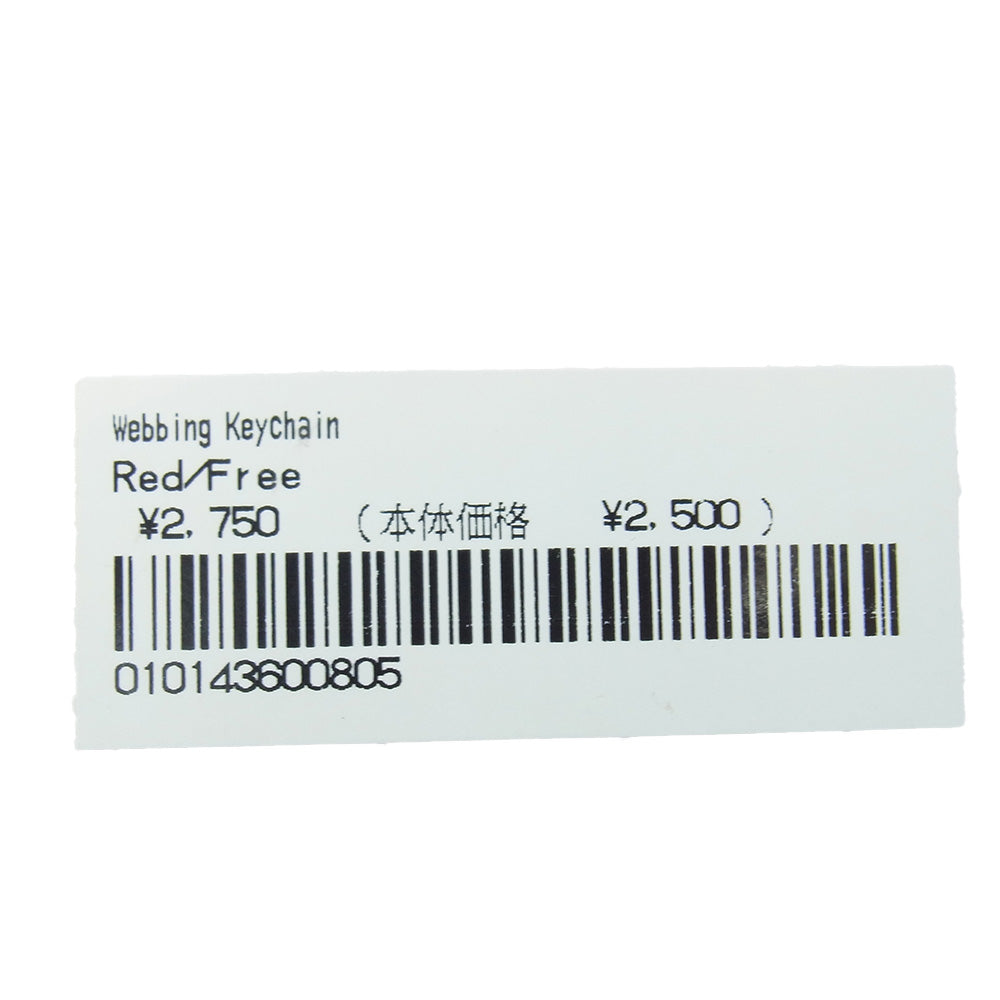 Webbing Keychain
Red/Free
¥2,750 (本体価格 ¥2,500)
010143600805